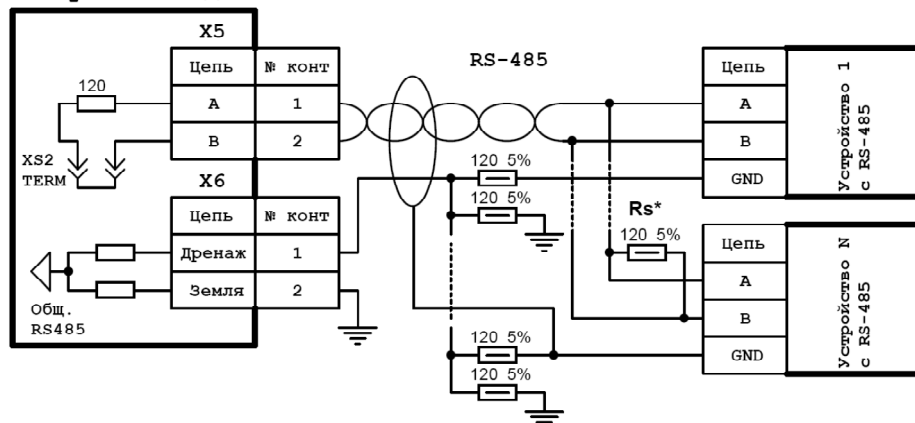 X5
Цепь № конт
A 1
B 2
120
XS2
TERM
X6
Цепь № конт
Дренаж 1
Земля 2
Общ.
RS485
RS-485
120 5%
120 5%
Rs*
120 5%
120 5%
120 5%
Цепь
A
B
GND
Устройство 1
с RS-485
Цепь
A
B
GND
Устройство N
с RS-485